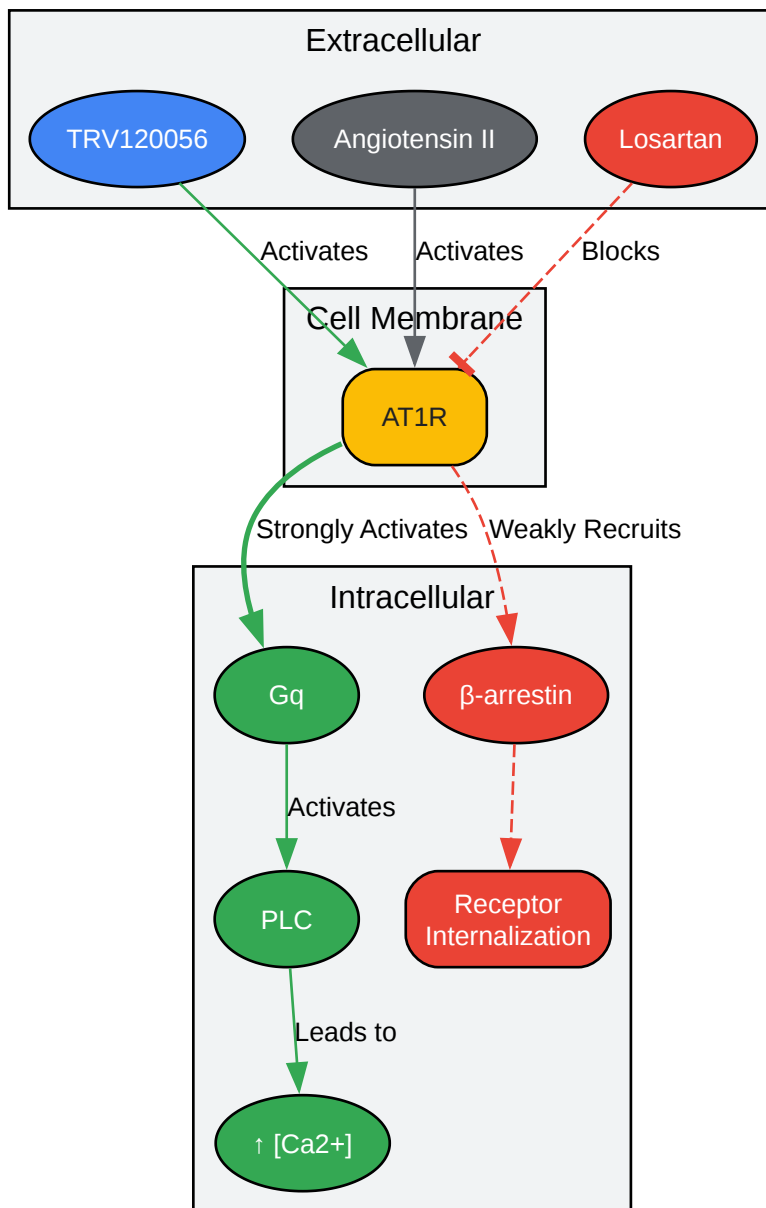 Extracellular
TRV120056
Angiotensin II
Losartan
Activates
Activates
Blocks
Cell Membrane
AT1R
Strongly Activates
Weakly Recruits
Intracellular
Gq
β-arrestin
Activates
PLC
Receptor
Internalization
Leads to
↑ [Ca2+]